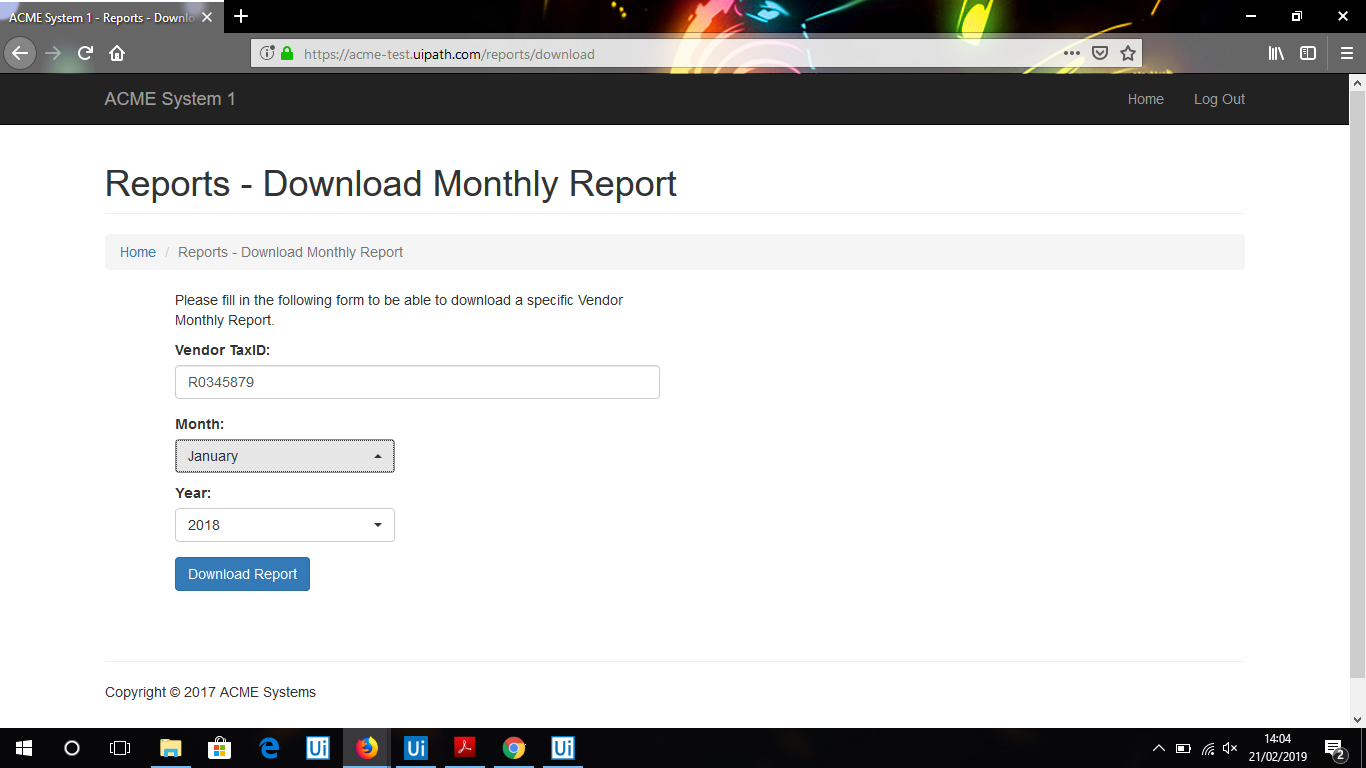 ACME System 1 - Reports - Downlo
https://acme-test.uipath.com/reports/download
ACME System 1
Home
Log Out
Reports - Download Monthly Report
Home / Reports - Download Monthly Report
Please fill in the following form to be able to download a specific Vendor
Monthly Report.
Vendor TaxID:
R0345879
Month:
January
Year:
2018
Download Report
Copyright © 2017 ACME Systems
Ui
Ui
Ui
14:04
21/02/2019
2